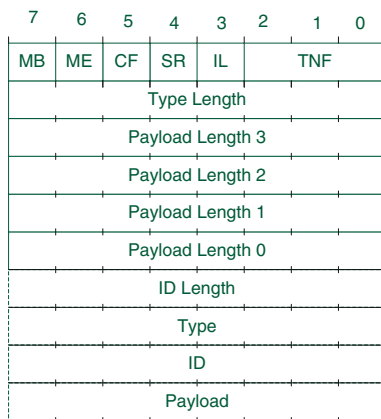 7 6 5 4 3 2 1 0
MB ME CF SR IL TNF
Type Length
Payload Length 3
Payload Length 2
Payload Length 1
Payload Length 0
ID Length
Type
ID
Payload